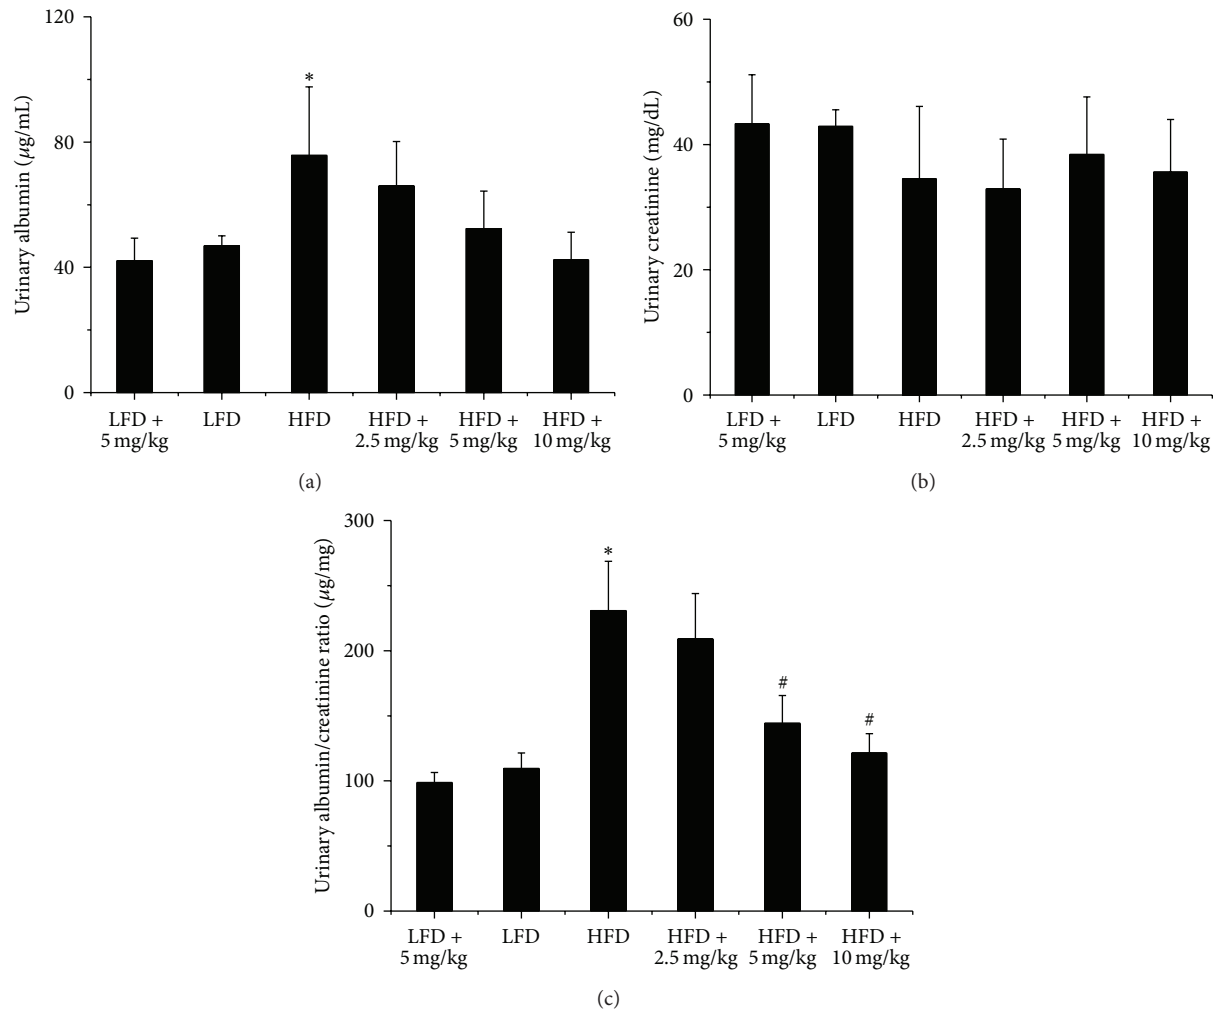 120
80
40
0
Urinary albumin (μg/mL)
*
LFD +
5 mg/kg
LFD
HFD
HFD +
2.5 mg/kg
HFD +
5 mg/kg
HFD +
10 mg/kg
(a)
60
40
20
0
Urinary creatinine (mg/dL)
LFD +
5 mg/kg
LFD
HFD
HFD +
2.5 mg/kg
HFD +
5 mg/kg
HFD +
10 mg/kg
(b)
300
200
100
0
Urinary albumin/creatinine ratio (μg/mg)
*
#
#
LFD +
5 mg/kg
LFD
HFD
HFD +
2.5 mg/kg
HFD +
5 mg/kg
HFD +
10 mg/kg
(c)